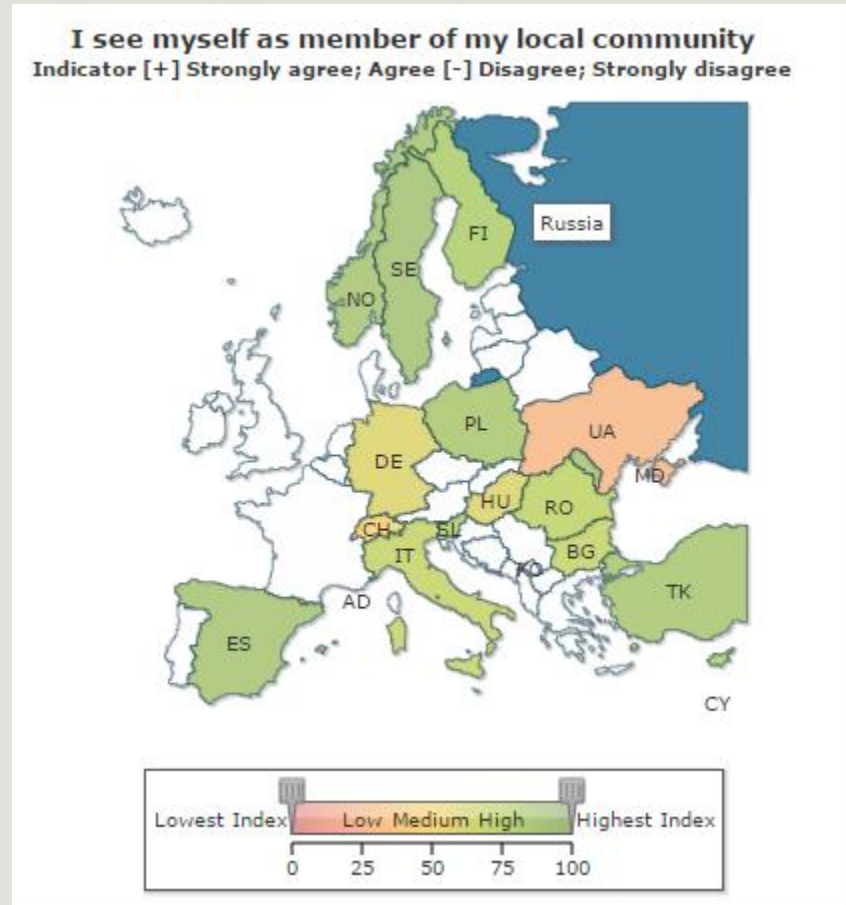 I see myself as member of my local community
Indicator [+] Strongly agree; Agree [-] Disagree; Strongly disagree
Russia
FI
SE
NO
PL
UA
DE
MD
HU
RO
CH
SL
IT
BG
KO
AD
TK
ES
CY
Lowest Index
Low Medium High
Highest Index
0 25 50 75 100